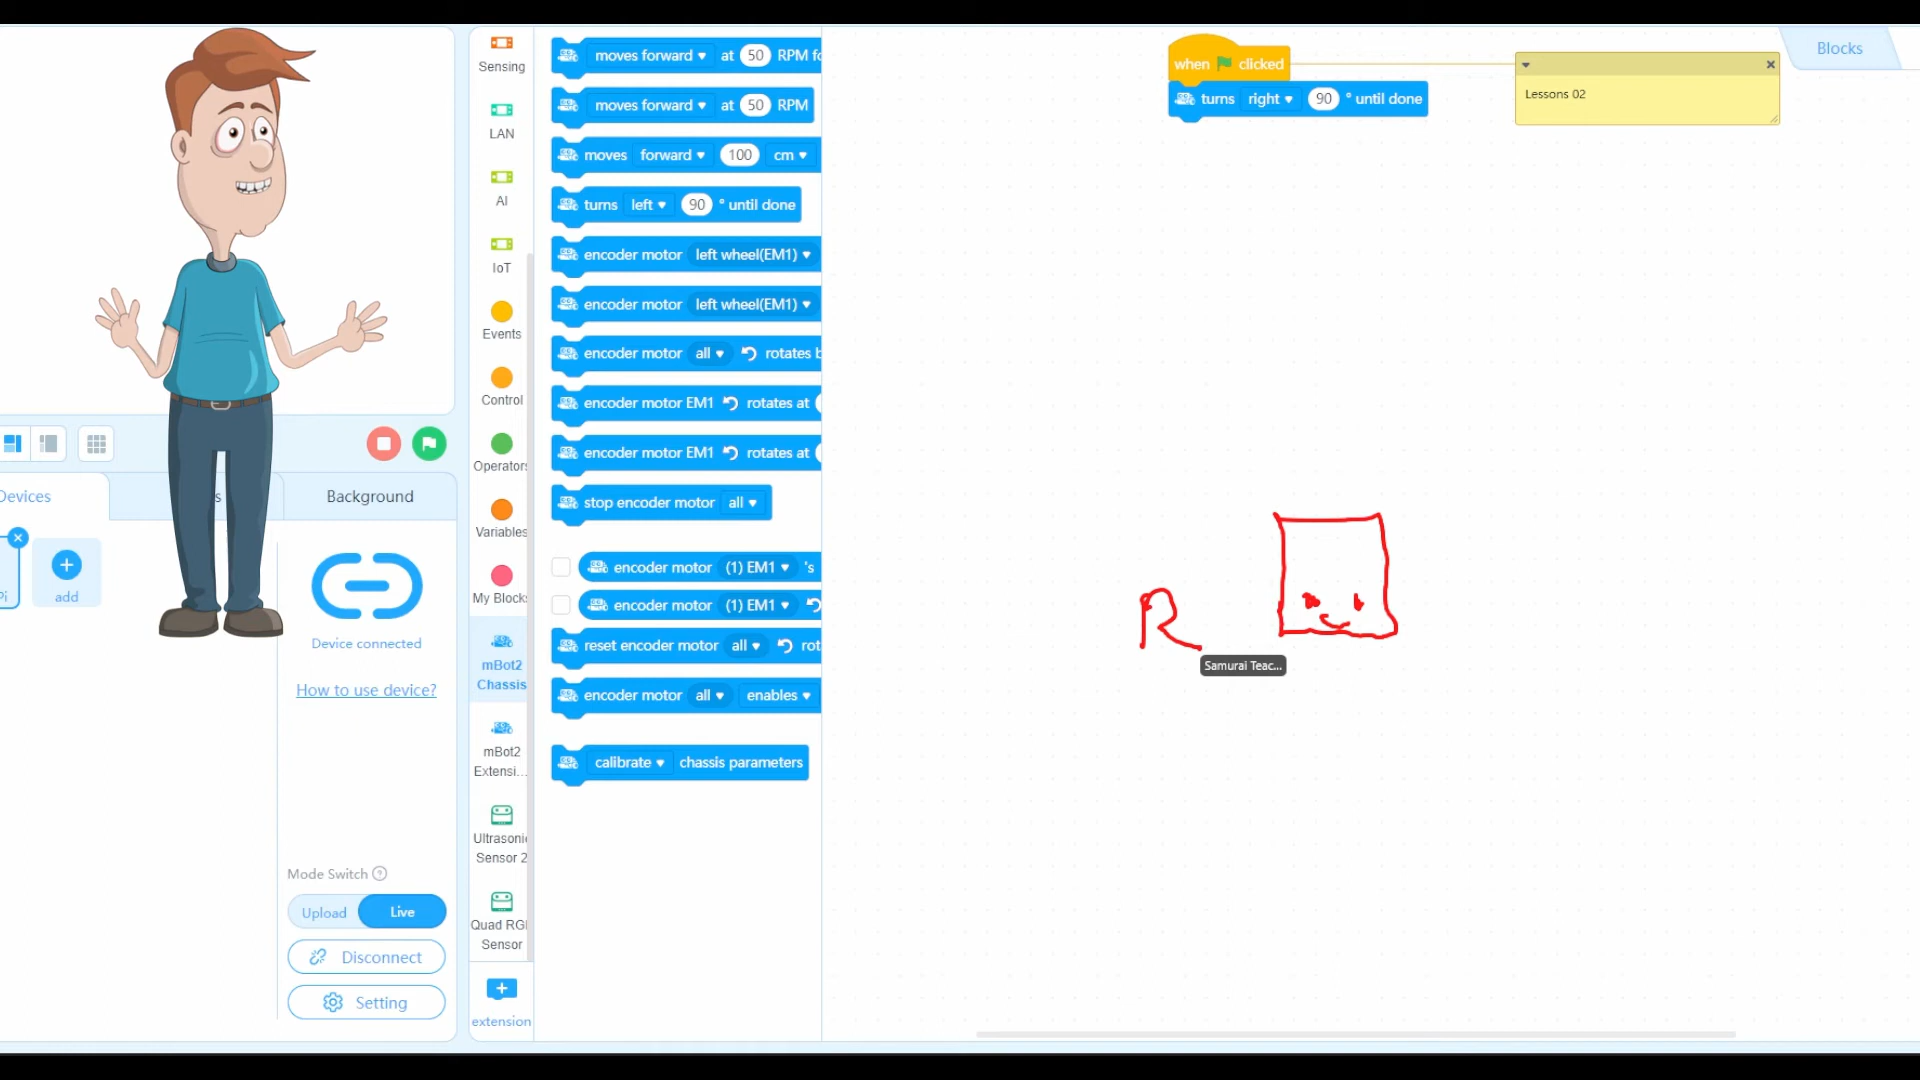 Sensing
LAN
AI
IoT
Events
Control
Operators
Variables
My Blocks
mBot2
Chassis
mBot2
Extensi...
Ultrasonic
Sensor 2
Quad RGB
Sensor
extension
moves forward at 50 RPM fo
moves forward at 50 RPM
moves forward 100 cm
turns left 90 ° until done
encoder motor left wheel(EM1)
encoder motor left wheel(EM1)
encoder motor all rotates b
encoder motor EM1 rotates at
encoder motor EM1 rotates at
stop encoder motor all
encoder motor (1) EM1 's
encoder motor (1) EM1
reset encoder motor all rot
encoder motor all enables
calibrate chassis parameters
when clicked
turns right 90 ° until done
Lessons 02
Blocks
R
Samurai Teac...
Devices
s
Background
pi
add
Device connected
How to use device?
Mode Switch ?
Upload Live
Disconnect
Setting